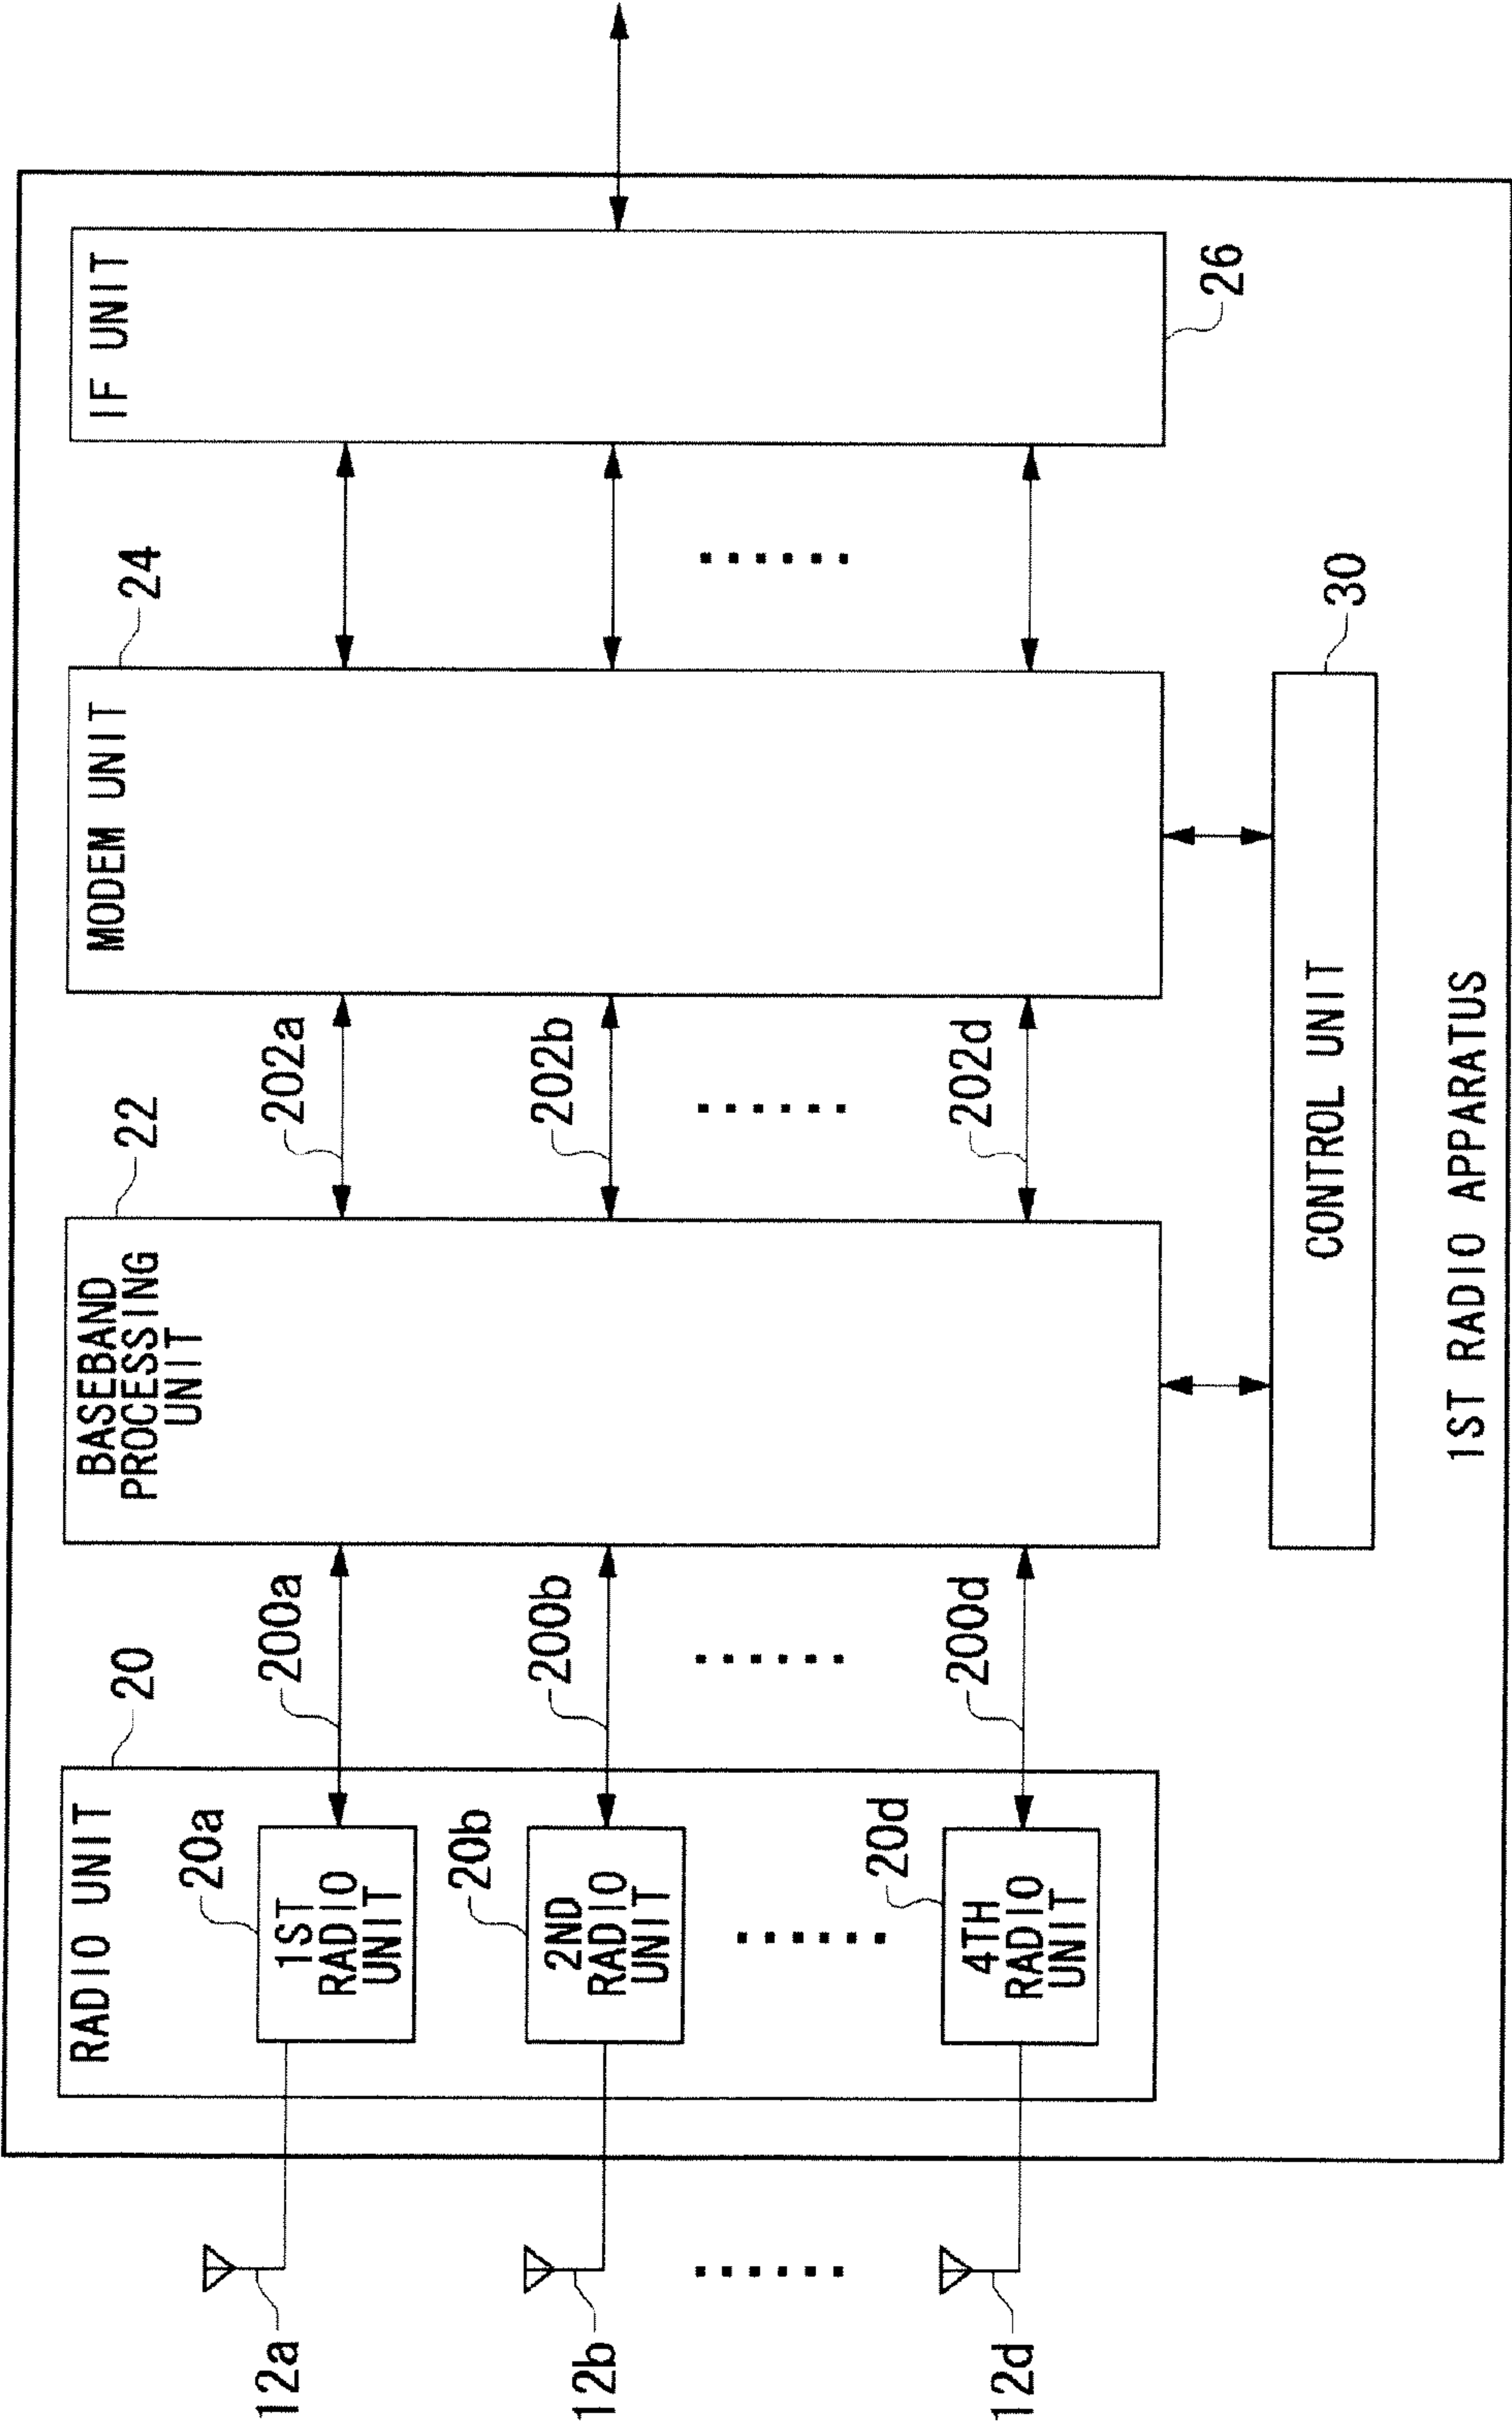 RADIO UNIT
20
12a
20a
1ST
RADIO
UNIT
200a
12b
20b
2ND
RADIO
UNIT
200b
12d
20d
4TH
RADIO
UNIT
200d
BASEBAND
PROCESSING
UNIT
22
202a
202b
202d
MODEM UNIT
24
IF UNIT
26
CONTROL UNIT
30
1ST RADIO APPARATUS